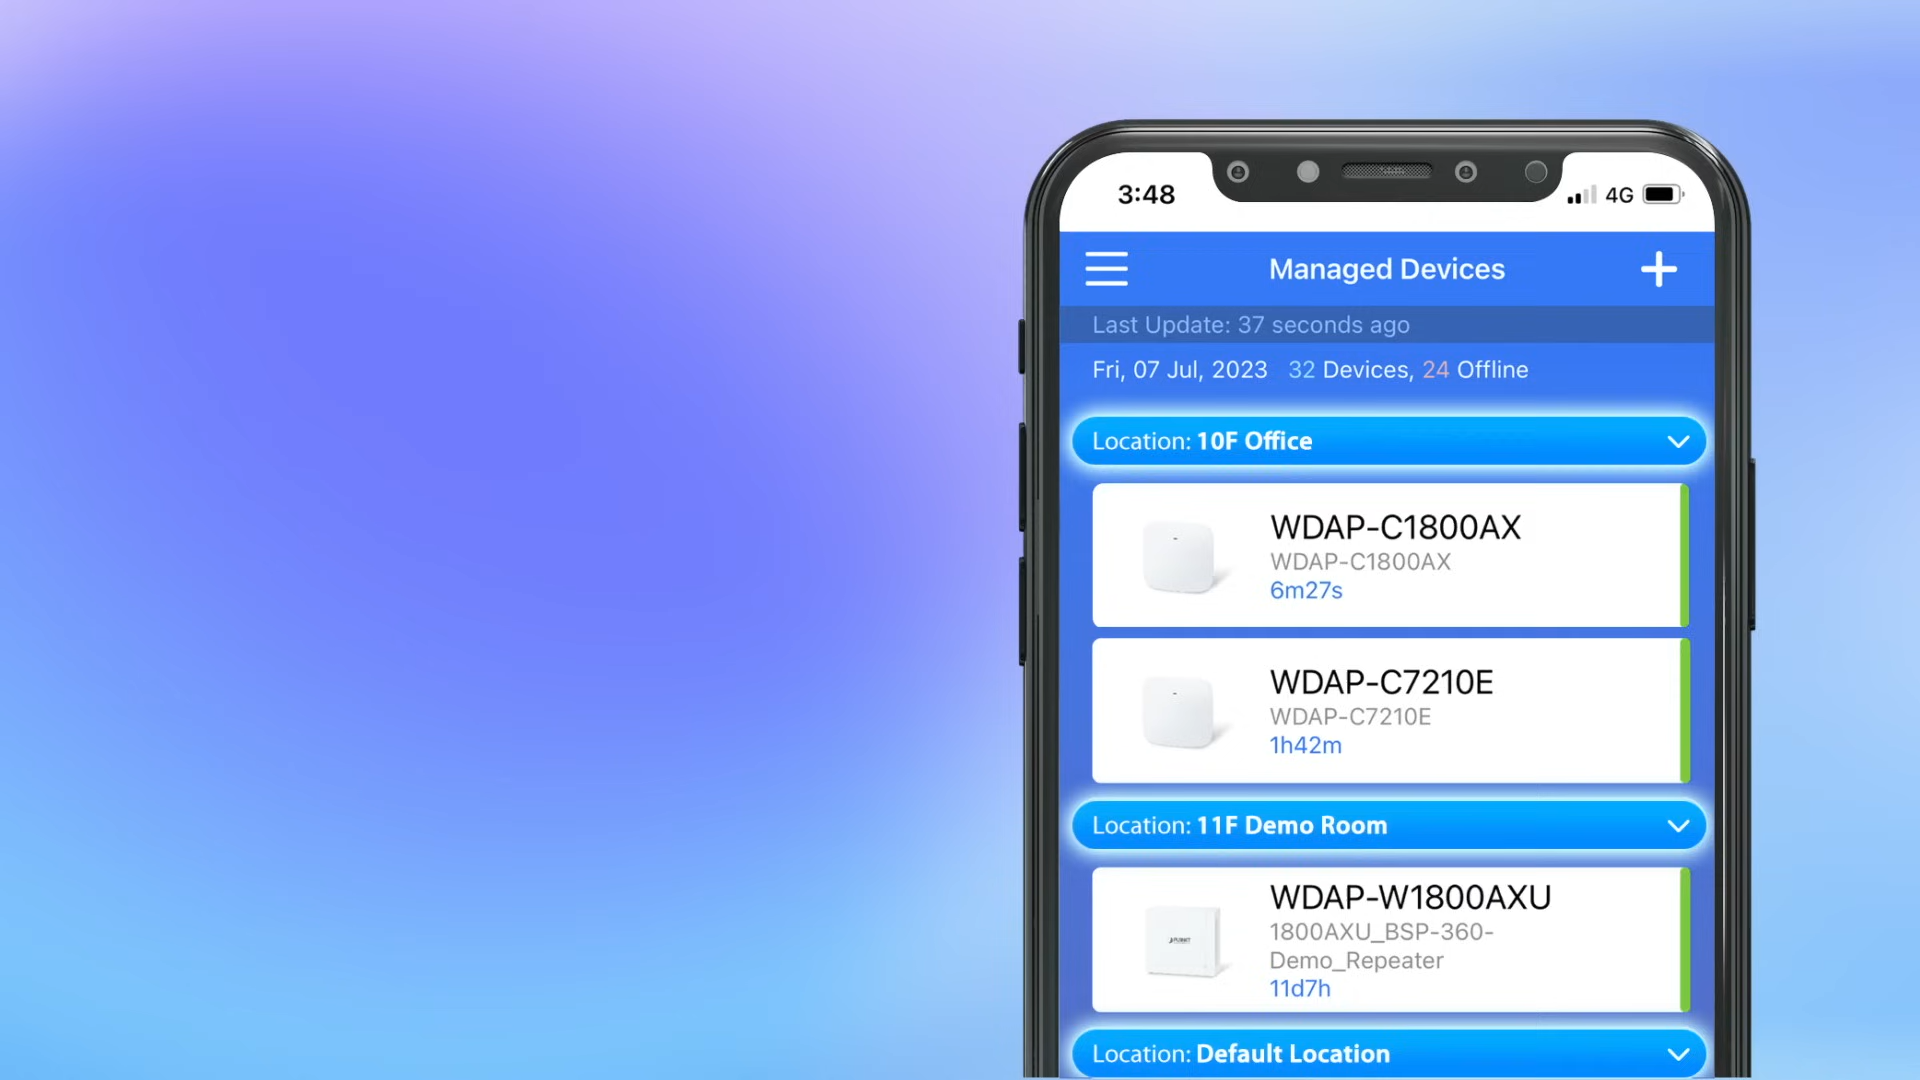 3:48
4G
Managed Devices
Last Update: 37 seconds ago
Fri, 07 Jul, 2023 32 Devices, 24 Offline
Location: 10F Office
WDAP-C1800AX
WDAP-C1800AX
6m27s
WDAP-C7210E
WDAP-C7210E
1h42m
Location: 11F Demo Room
PLANET
WDAP-W1800AXU
1800AXU_BSP-360-
Demo_Repeater
11d7h
Location: Default Location